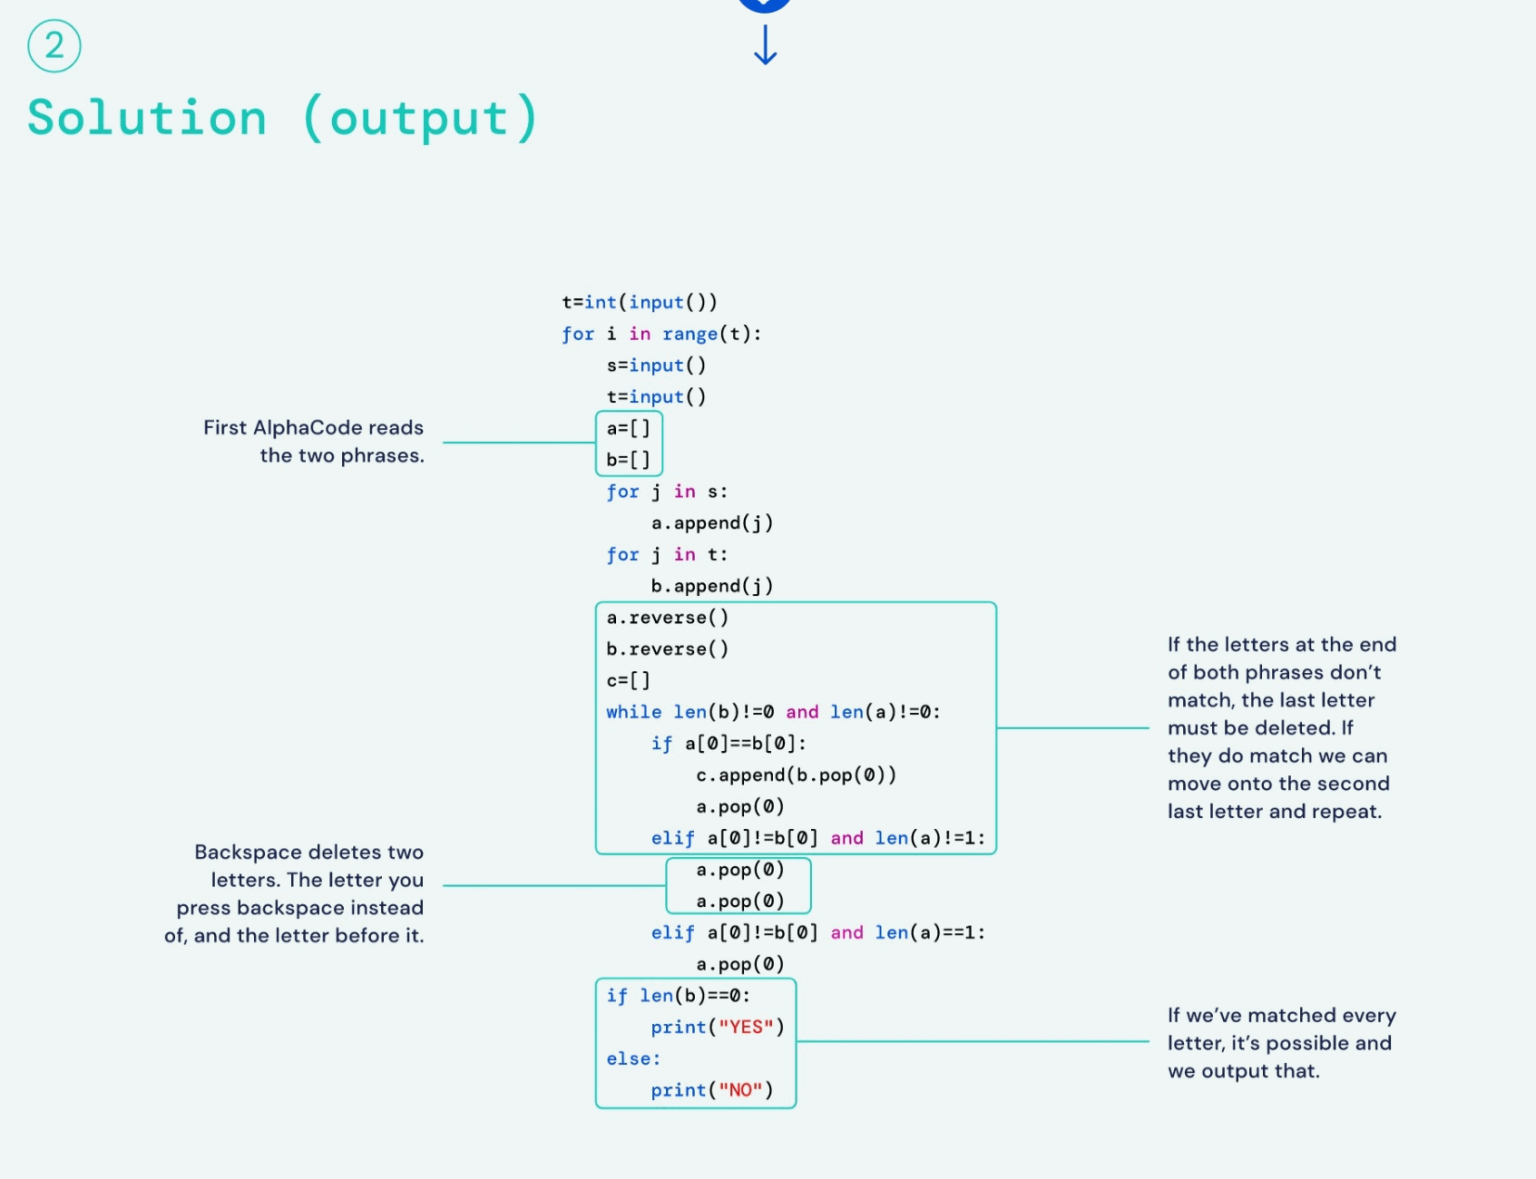 2
Solution (output)
t=int(input())
for i in range(t):
    s=input()
    t=input()
First AlphaCode reads
the two phrases.
    a=[]
    b=[]
    for j in s:
        a.append(j)
    for j in t:
        b.append(j)
    a.reverse()
    b.reverse()
    c=[]
    while len(b)!=0 and len(a)!=0:
        if a[0]==b[0]:
            c.append(b.pop(0))
            a.pop(0)
        elif a[0]!=b[0] and len(a)!=1:
If the letters at the end
of both phrases don’t
match, the last letter
must be deleted. If
they do match we can
move onto the second
last letter and repeat.
            a.pop(0)
            a.pop(0)
Backspace deletes two
letters. The letter you
press backspace instead
of, and the letter before it.
        elif a[0]!=b[0] and len(a)==1:
            a.pop(0)
    if len(b)==0:
        print("YES")
    else:
        print("NO")
If we’ve matched every
letter, it’s possible and
we output that.